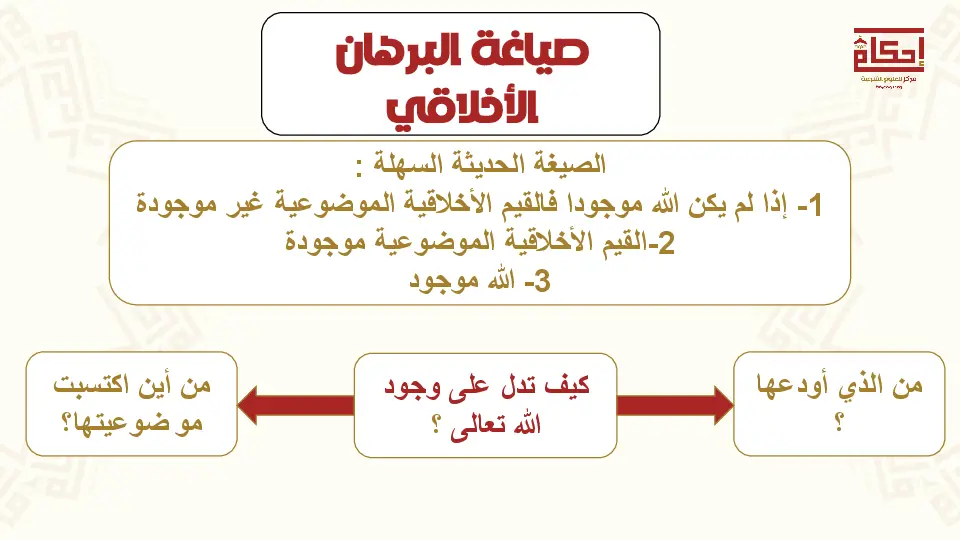 صياغة البرهان
الأخلاقي
إحكام
مركز للعلوم الشرعية
الصيغة الحديثة السهلة :
1- إذا لم يكن الله موجودا فالقيم الأخلاقية الموضوعية غير موجودة
2-القيم الأخلاقية الموضوعية موجودة
3- الله موجود
من الذي أودعها
؟
كيف تدل على وجود
الله تعالى ؟
من أين اكتسبت
موضوعيتها؟